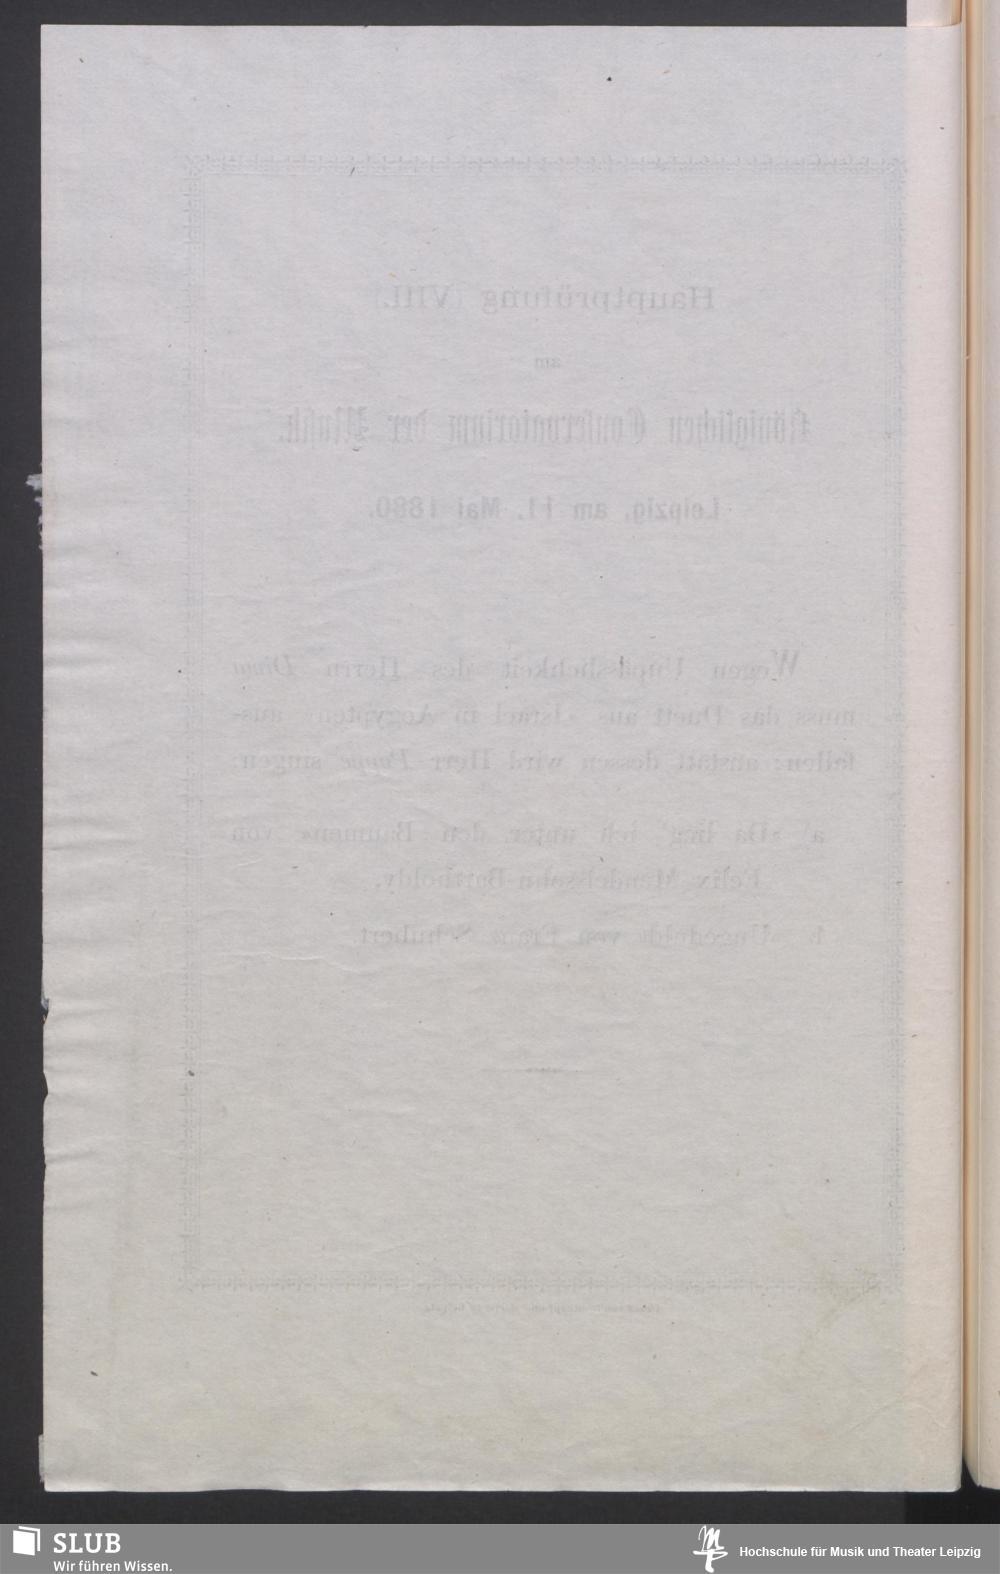 Hauptprüfung (VIII.)
am
Königlichen Conservatorium der Musik.
Leipzig, am 11. Mai 1880.
Wegen Unpässlichkeit des Herrn
muss das Duett aus »Israel in Aegypten« aus-
fallen; anstatt dessen wird Herr singen:
a) »Da lieg' ich unter den Bäumen« von
Felix Mendelssohn-Bartholdy.
b) »Ungeduld« von Franz Schubert.
SLUB
Wir führen Wissen.
Hochschule für Musik und Theater Leipzig